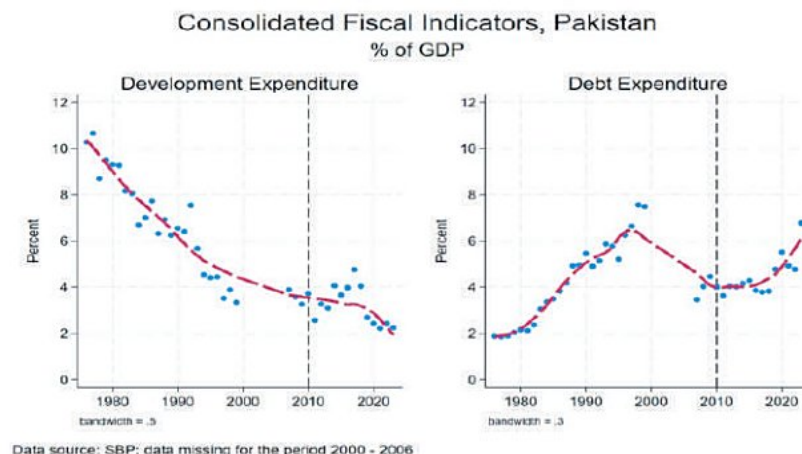 Consolidated Fiscal Indicators, Pakistan
% of GDP
Development Expenditure
12
10
8
6
4
2
0
Percent
1980 1990 2000 2010 2020
bandwidth = .5
Debt Expenditure
12
10
8
6
4
2
0
Percent
1980 1990 2000 2010 2020
bandwidth = .3
Data source: SBP; data missing for the period 2000 - 2006